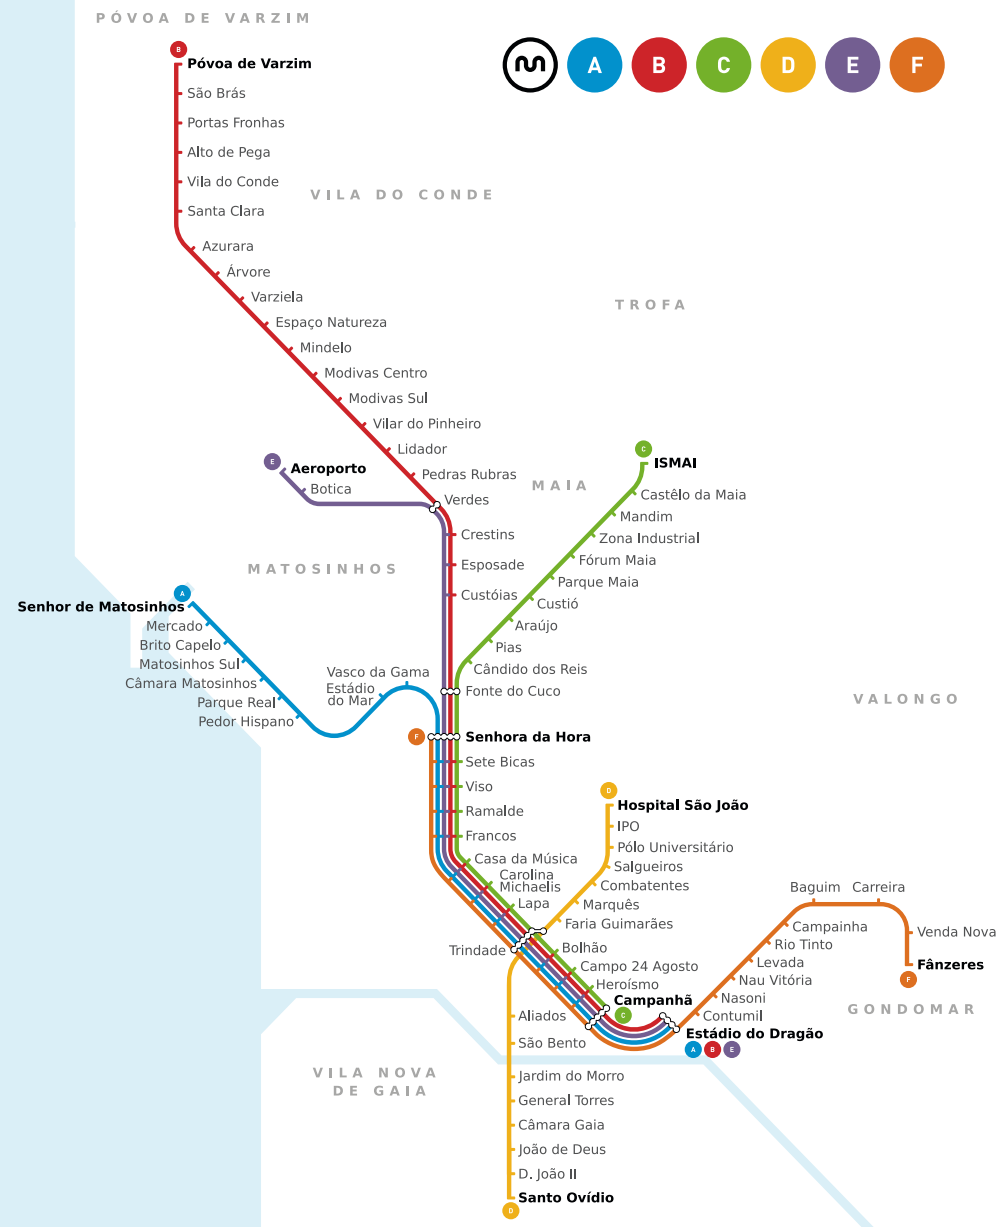 PÓVOA DE VARZIM
A B C D E F
B
Póvoa de Varzim
São Brás
Portas Fronhas
Alto de Pega
Vila do Conde
Santa Clara
VILA DO CONDE
Azurara
Árvore
Varziela
TROFA
Espaço Natureza
Mindelo
Modivas Centro
Modivas Sul
Vilar do Pinheiro
Lidador
Pedras Rubras
Verdes
E
Aeroporto
Botica
C
ISMAI
MAIA
Castêlo da Maia
Mandim
Zona Industrial
Fórum Maia
Parque Maia
Custió
Araújo
Pias
Cândido dos Reis
Crestins
Esposade
Custóias
Fonte do Cuco
MATOSINHOS
A
Senhor de Matosinhos
Mercado
Brito Capelo
Matosinhos Sul
Câmara Matosinhos
Parque Real
Pedor Hispano
Vasco da Gama
Estádio
do Mar
VALONGO
F
Senhora da Hora
Sete Bicas
Viso
Ramalde
Francos
Casa da Música
Carolina
Michaelis
Lapa
D
Hospital São João
IPO
Pólo Universitário
Salgueiros
Combatentes
Marquês
Faria Guimarães
Trindade
Bolhão
Campo 24 Agosto
Heroísmo
Campanhã
C
Baguim
Carreira
Campainha
Rio Tinto
Levada
Nau Vitória
Nasoni
Contumil
Venda Nova
Fânzeres
F
GONDOMAR
Estádio do Dragão
A B E
Aliados
São Bento
VILA NOVA
DE GAIA
Jardim do Morro
General Torres
Câmara Gaia
João de Deus
D. João II
Santo Ovídio
D